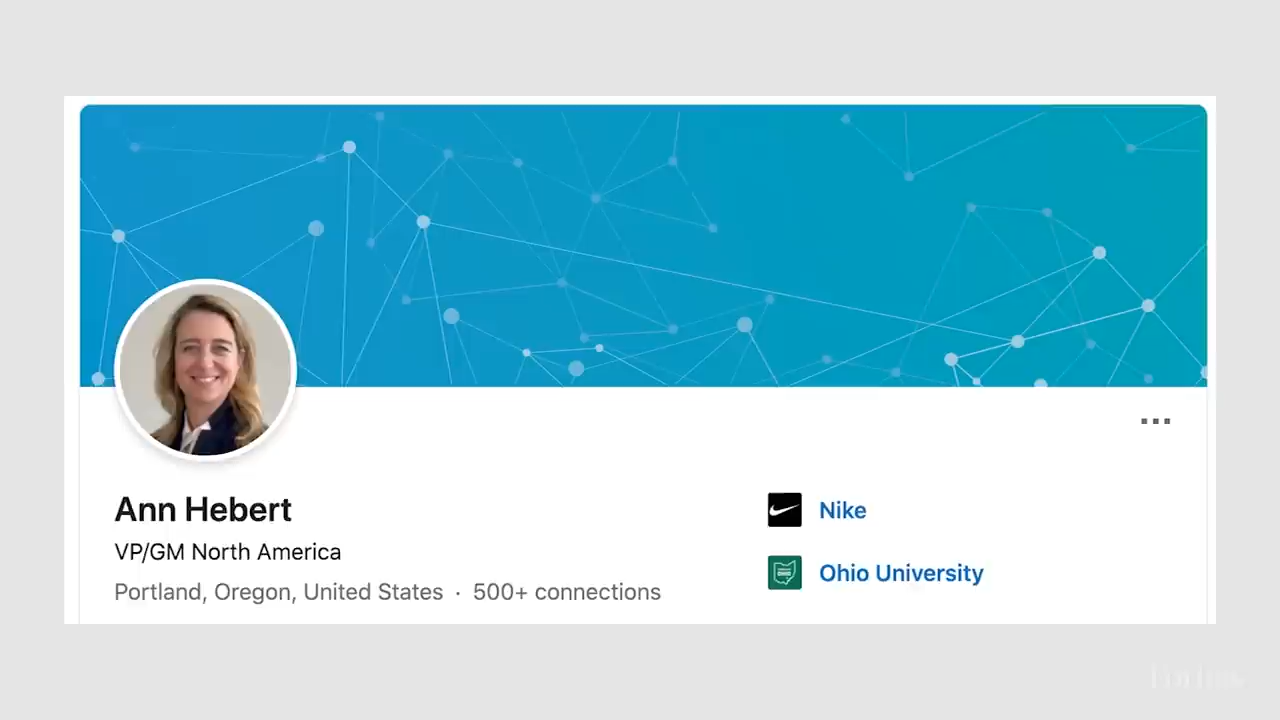 Ann Hebert
VP/GM North America
Portland, Oregon, United States · 500+ connections
Nike
Ohio University